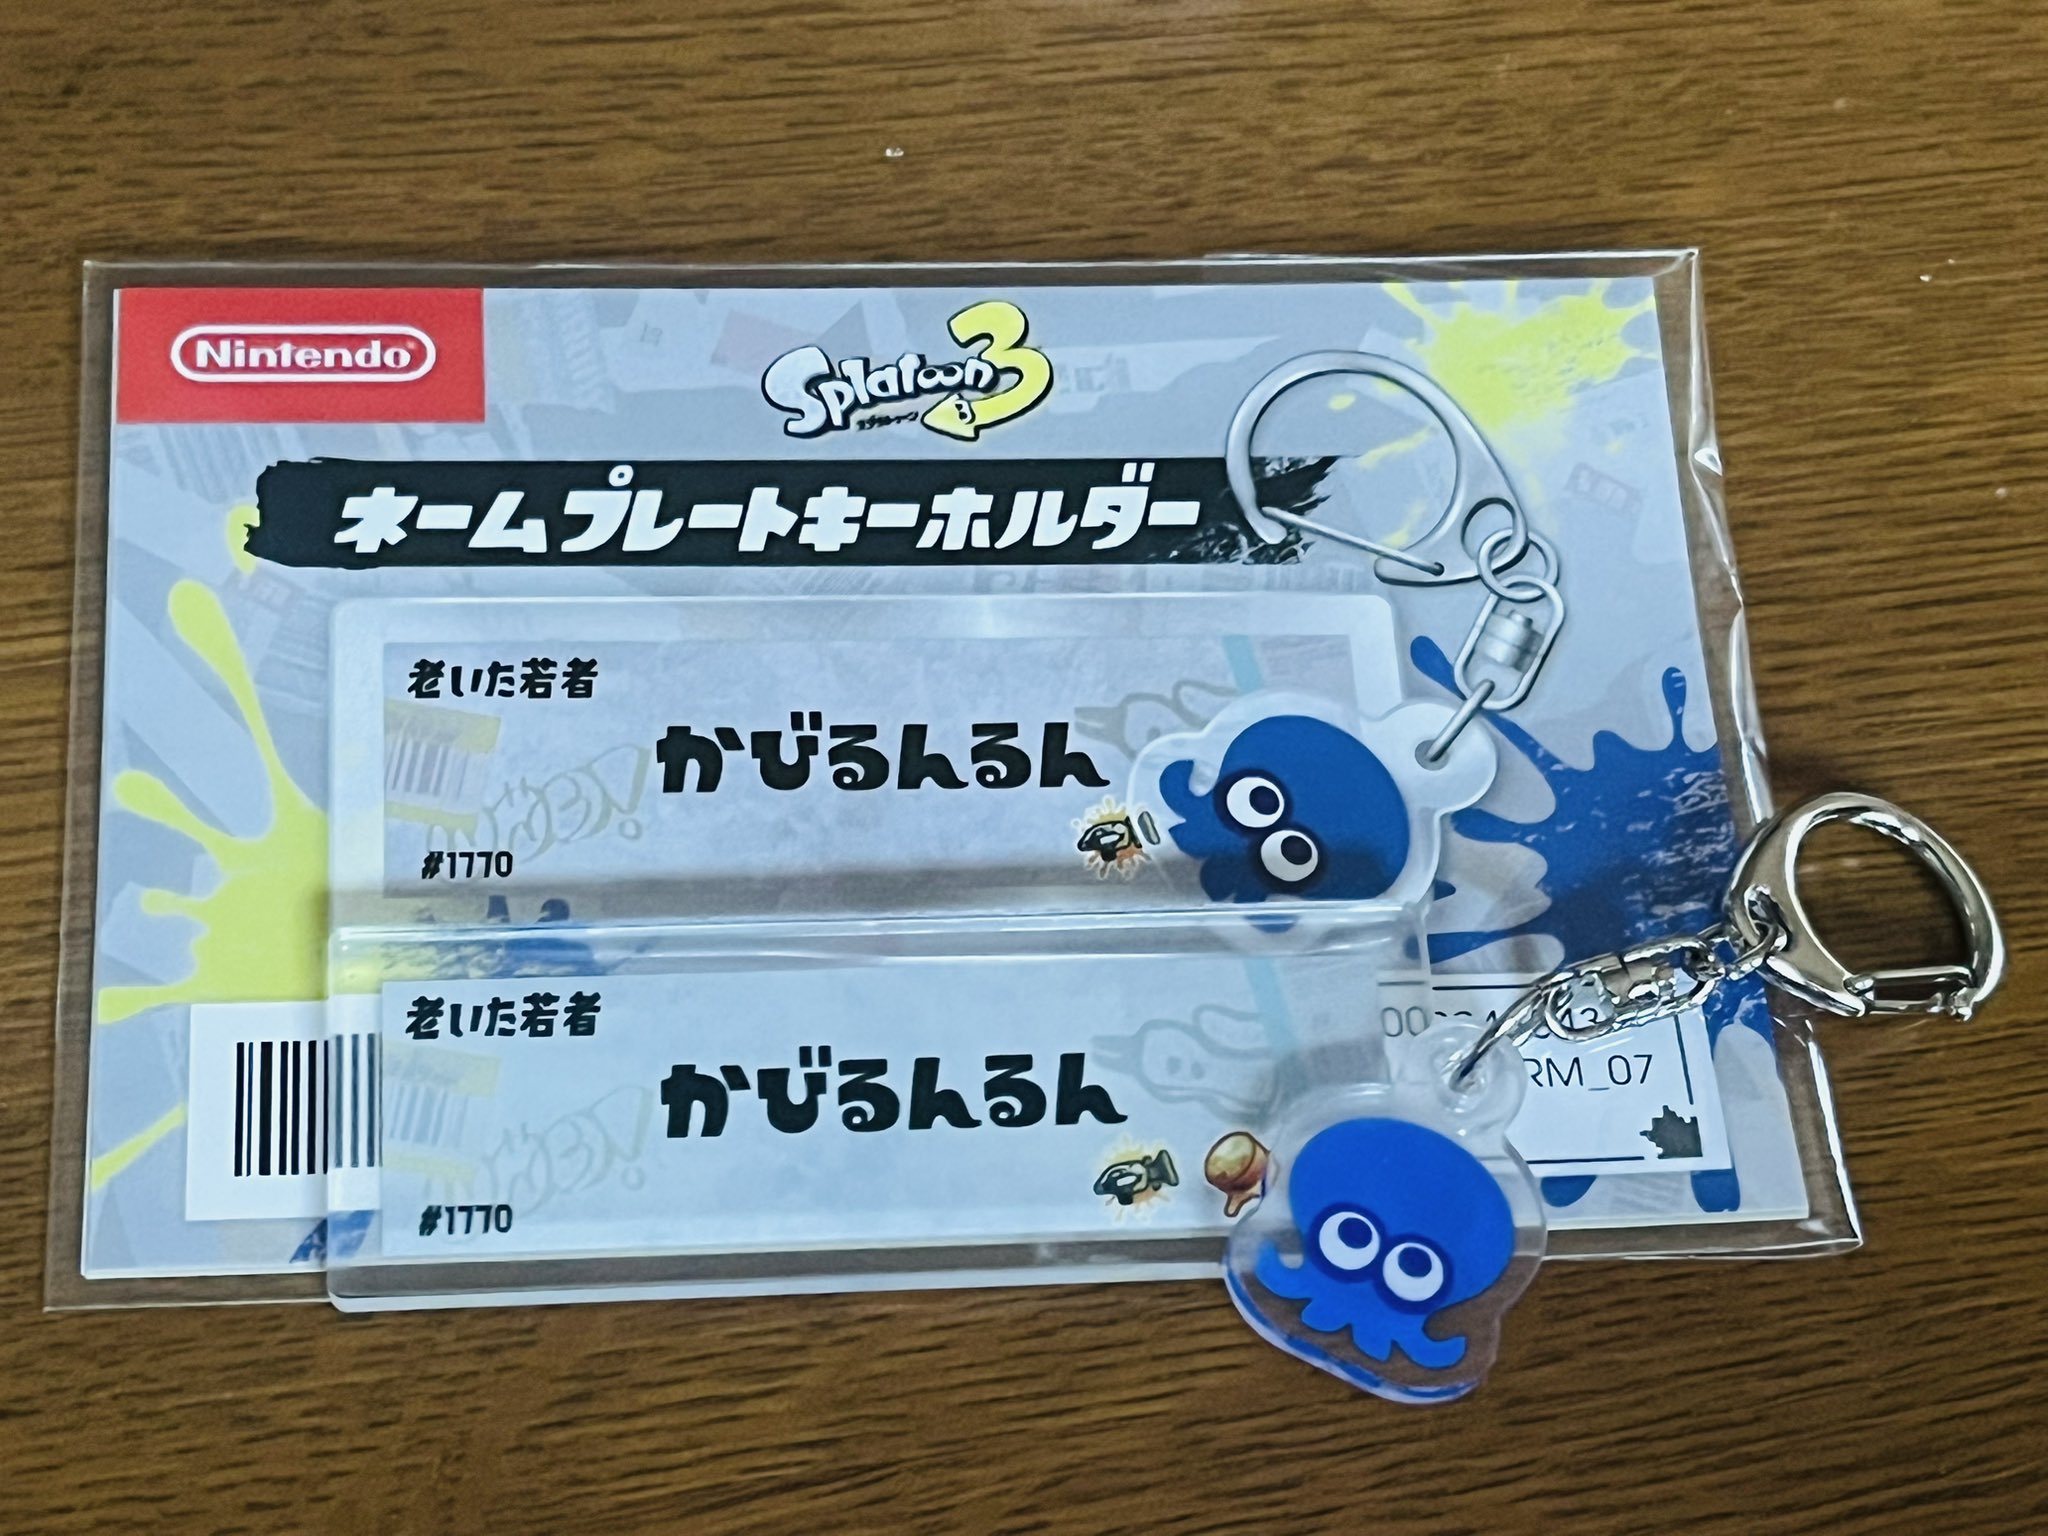 Nintendo
Splatoon 3
スプラトゥーン
ネームプレートキーホルダー
老いた若者
かびるんるん
#1770
老いた若者
かびるんるん
#1770
RM_07